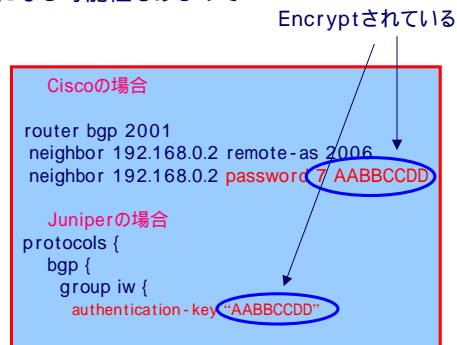 Encryptされている
Ciscoの場合
router bgp 2001
neighbor 192.168.0.2 remote-as 2006
neighbor 192.168.0.2 password 7 AABBCCDD
Juniperの場合
protocols {
bgp {
group iw {
authentication-key “AABBCCDD”